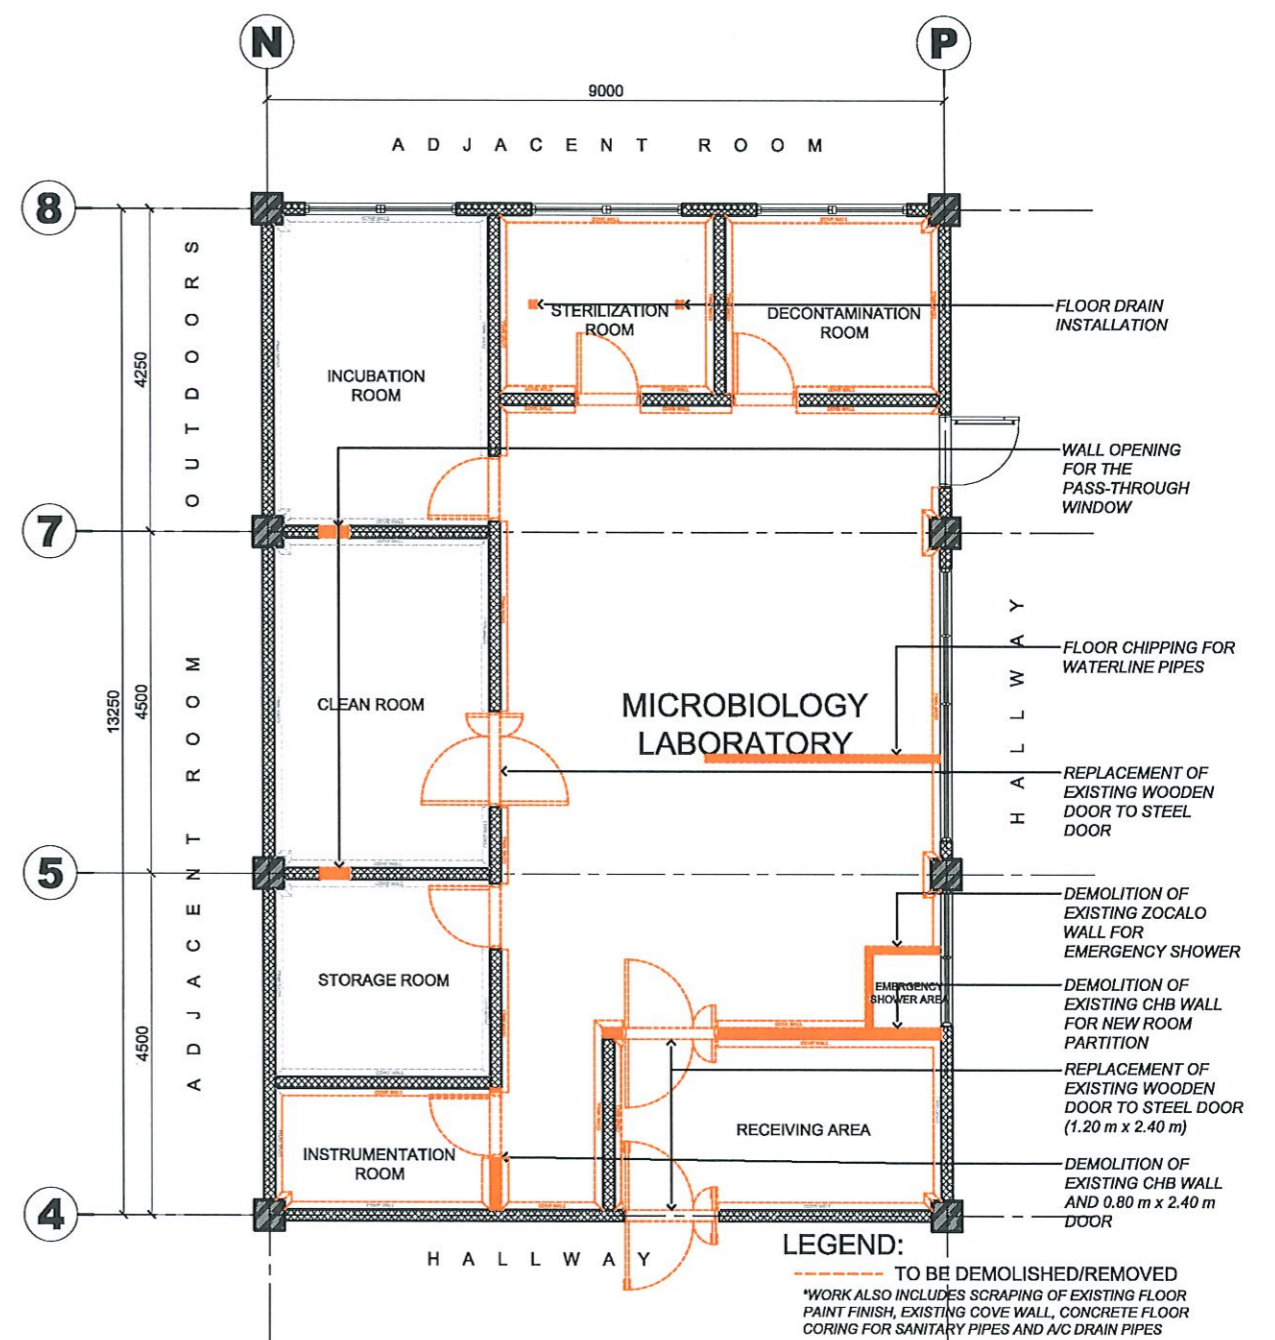 N
P
9000
ADJACENT ROOM
8
OUTDOORS
4250
INCUBATION
ROOM
STERILIZATION
ROOM
DECONTAMINATION
ROOM
FLOOR DRAIN
INSTALLATION
WALL OPENING
FOR THE
PASS-THROUGH
WINDOW
7
13250
4500
ADJACENT ROOM
CLEAN ROOM
MICROBIOLOGY
LABORATORY
HALLWAY
FLOOR CHIPPING FOR
WATERLINE PIPES
REPLACEMENT OF
EXISTING WOODEN
DOOR TO STEEL
DOOR
5
4500
STORAGE ROOM
EMERGENCY
SHOWER AREA
DEMOLITION OF
EXISTING ZOCALO
WALL FOR
EMERGENCY SHOWER
DEMOLITION OF
EXISTING CHB WALL
FOR NEW ROOM
PARTITION
REPLACEMENT OF
EXISTING WOODEN
DOOR TO STEEL DOOR
(1.20 m x 2.40 m)
INSTRUMENTATION
ROOM
RECEIVING AREA
DEMOLITION OF
EXISTING CHB WALL
AND 0.80 m x 2.40 m
DOOR
4
HALLWAY
LEGEND:
TO BE DEMOLISHED/REMOVED
*WORK ALSO INCLUDES SCRAPING OF EXISTING FLOOR
PAINT FINISH, EXISTING COVE WALL, CONCRETE FLOOR
CORING FOR SANITARY PIPES AND A/C DRAIN PIPES